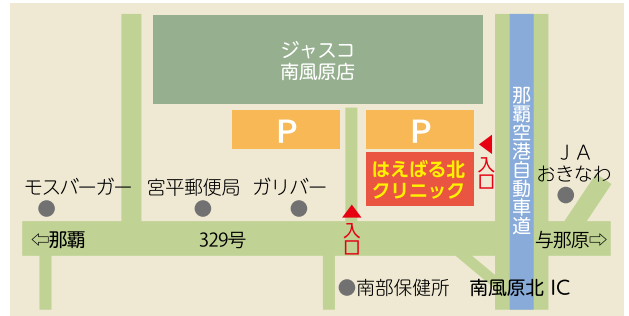 ジャスコ
南風原店
P
P
那覇空港自動車道
はえばる北
クリニック
入口
ＪＡ
おきなわ
モスバーガー
宮平郵便局
ガリバー
入口
⇦那覇
329号
与那原⇨
南部保健所
南風原北 IC